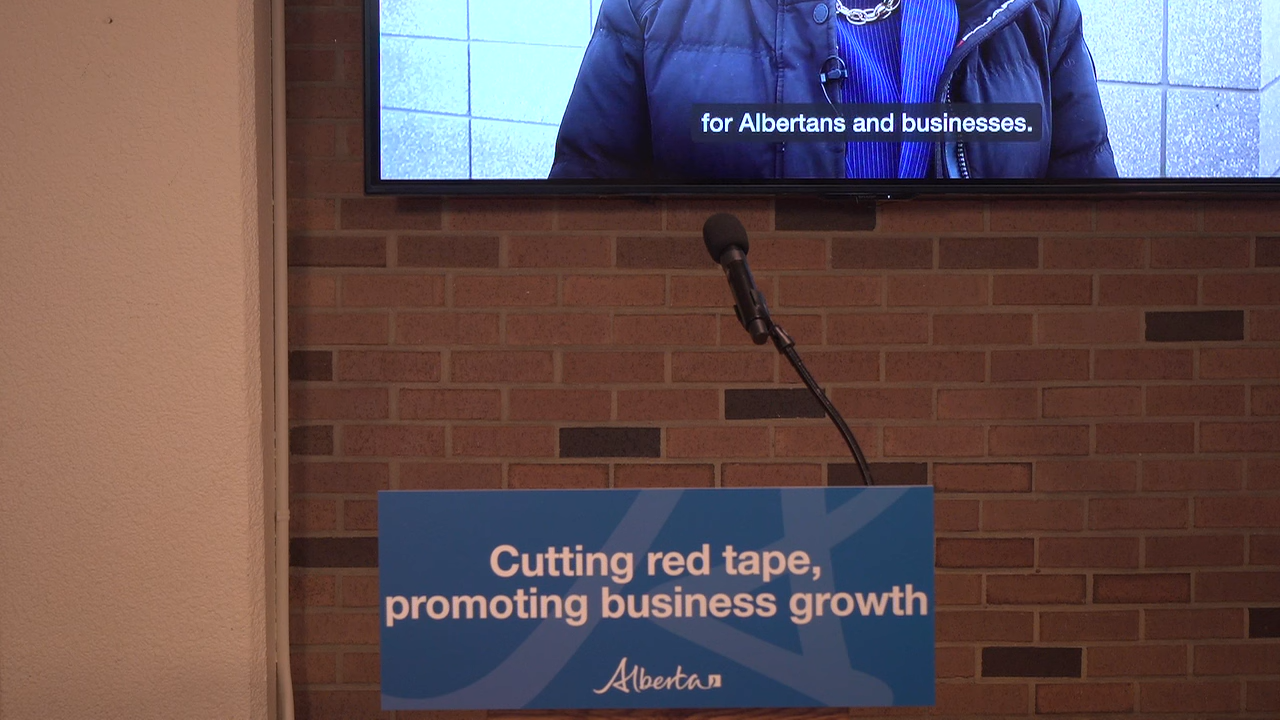 for Albertans and businesses.
Cutting red tape,
promoting business growth
Alberta